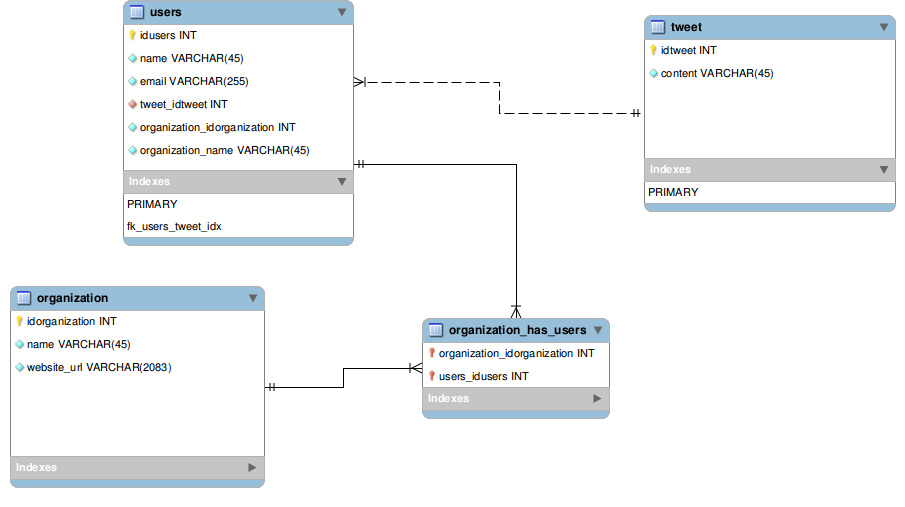 users
idusers INT
name VARCHAR(45)
email VARCHAR(255)
tweet_idtweet INT
organization_idorganization INT
organization_name VARCHAR(45)
Indexes
PRIMARY
fk_users_tweet_idx
tweet
idtweet INT
content VARCHAR(45)
Indexes
PRIMARY
organization
idorganization INT
name VARCHAR(45)
website_url VARCHAR(2083)
Indexes
organization_has_users
organization_idorganization INT
users_idusers INT
Indexes